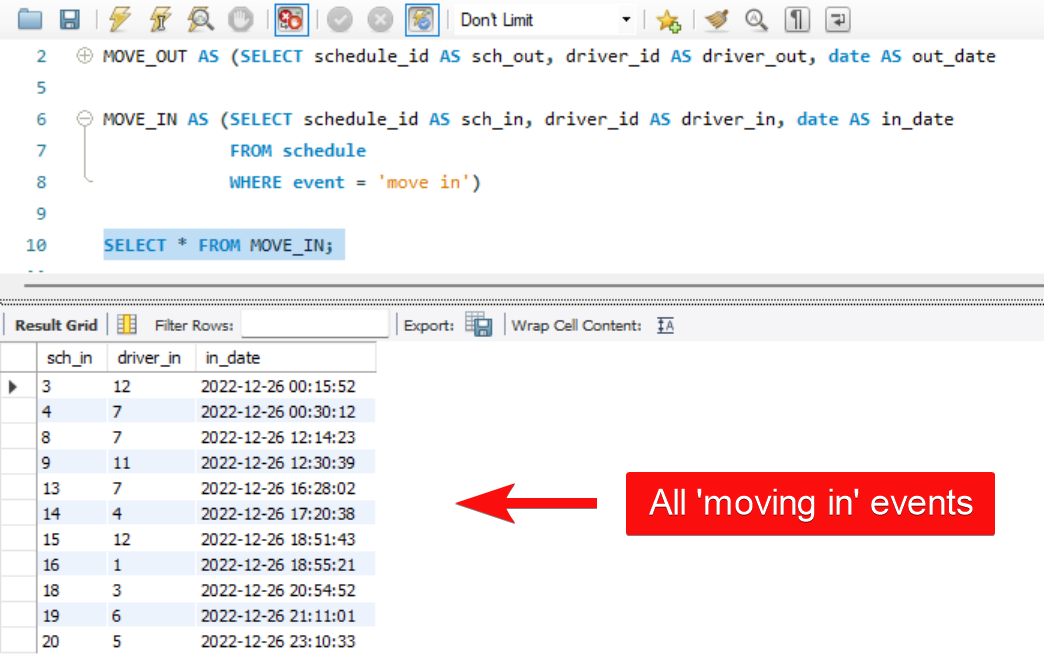 Don't Limit
2 MOVE_OUT AS (SELECT schedule_id AS sch_out, driver_id AS driver_out, date AS out_date
5
6 MOVE_IN AS (SELECT schedule_id AS sch_in, driver_id AS driver_in, date AS in_date
7 FROM schedule
8 WHERE event = 'move in')
9
10 SELECT * FROM MOVE_IN;
Result Grid Filter Rows: Export: Wrap Cell Content: IA
sch_in driver_in in_date
3 12 2022-12-26 00:15:52
4 7 2022-12-26 00:30:12
8 7 2022-12-26 12:14:23
9 11 2022-12-26 12:30:39
13 7 2022-12-26 16:28:02
14 4 2022-12-26 17:20:38
15 12 2022-12-26 18:51:43
16 1 2022-12-26 18:55:21
18 3 2022-12-26 20:54:52
19 6 2022-12-26 21:11:01
20 5 2022-12-26 23:10:33
All 'moving in' events